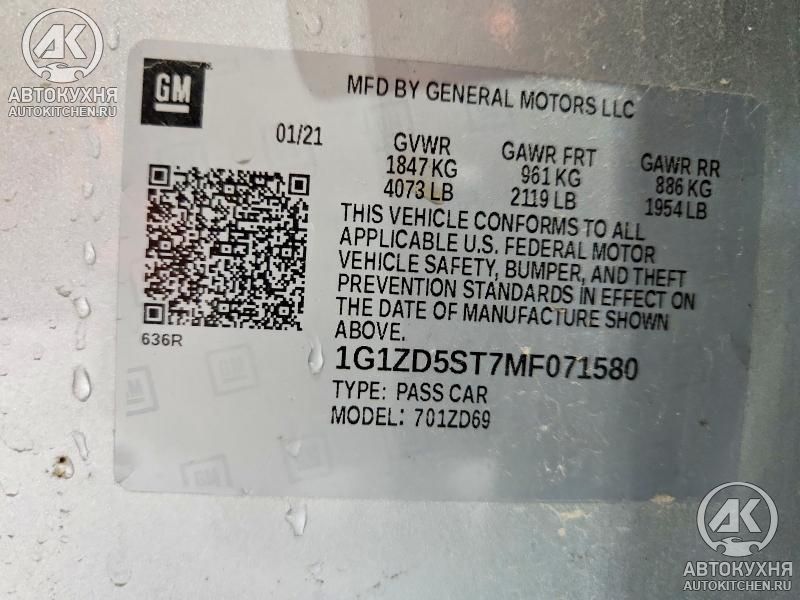 AK
АВТОКУХНЯ
AUTOKITCHEN.RU
GM
MFD BY GENERAL MOTORS LLC
01/21
GVWR GAWR FRT GAWR RR
1847 KG 961 KG 886 KG
4073 LB 2119 LB 1954 LB
THIS VEHICLE CONFORMS TO ALL
APPLICABLE U.S. FEDERAL MOTOR
VEHICLE SAFETY, BUMPER, AND THEFT
PREVENTION STANDARDS IN EFFECT ON
THE DATE OF MANUFACTURE SHOWN
ABOVE.
636R
1G1ZD5ST7MF071580
TYPE: PASS CAR
MODEL: 701ZD69
AK
АВТОКУХНЯ
AUTOKITCHEN.RU